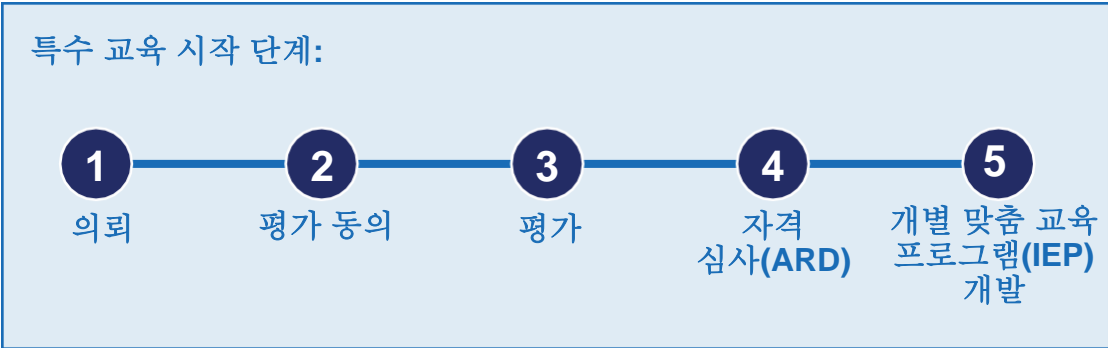 특수 교육 시작 단계:
1
2
3
4
5
의뢰
평가 동의
평가
자격
심사(ARD)
개별 맞춤 교육
프로그램(IEP)
개발